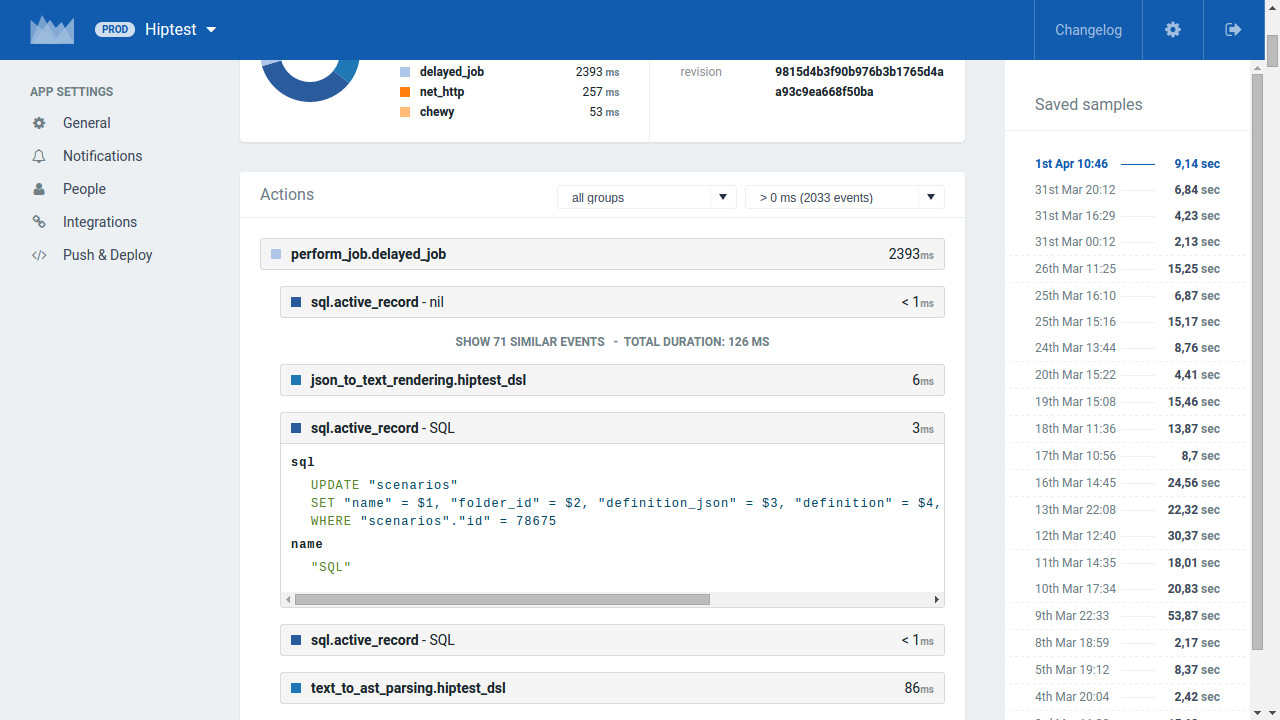 PROD Hiptest
Changelog
APP SETTINGS
General
Notifications
People
Integrations
Push & Deploy
delayed_job 2393 ms
net_http 257 ms
chewy 53 ms
revision 9815d4b3f90b976b3b1765d4a
a93c9ea668f50ba
Actions all groups > 0 ms (2033 events)
perform_job.delayed_job 2393ms
sql.active_record - nil < 1ms
SHOW 71 SIMILAR EVENTS - TOTAL DURATION: 126 MS
json_to_text_rendering.hiptest_dsl 6ms
sql.active_record - SQL 3ms
sql
UPDATE "scenarios"
SET "name" = $1, "folder_id" = $2, "definition_json" = $3, "definition" = $4,
WHERE "scenarios"."id" = 78675
name
"SQL"
sql.active_record - SQL < 1ms
text_to_ast_parsing.hiptest_dsl 86ms
Saved samples
1st Apr 10:46 9,14 sec
31st Mar 20:12 6,84 sec
31st Mar 16:29 4,23 sec
31st Mar 00:12 2,13 sec
26th Mar 11:25 15,25 sec
25th Mar 16:10 6,87 sec
25th Mar 15:16 15,17 sec
24th Mar 13:44 8,76 sec
20th Mar 15:22 4,41 sec
19th Mar 15:08 15,46 sec
18th Mar 11:36 13,87 sec
17th Mar 10:56 8,7 sec
16th Mar 14:45 24,56 sec
13th Mar 22:08 22,32 sec
12th Mar 12:40 30,37 sec
11th Mar 14:35 18,01 sec
10th Mar 17:34 20,83 sec
9th Mar 22:33 53,87 sec
8th Mar 18:59 2,17 sec
5th Mar 19:12 8,37 sec
4th Mar 20:04 2,42 sec